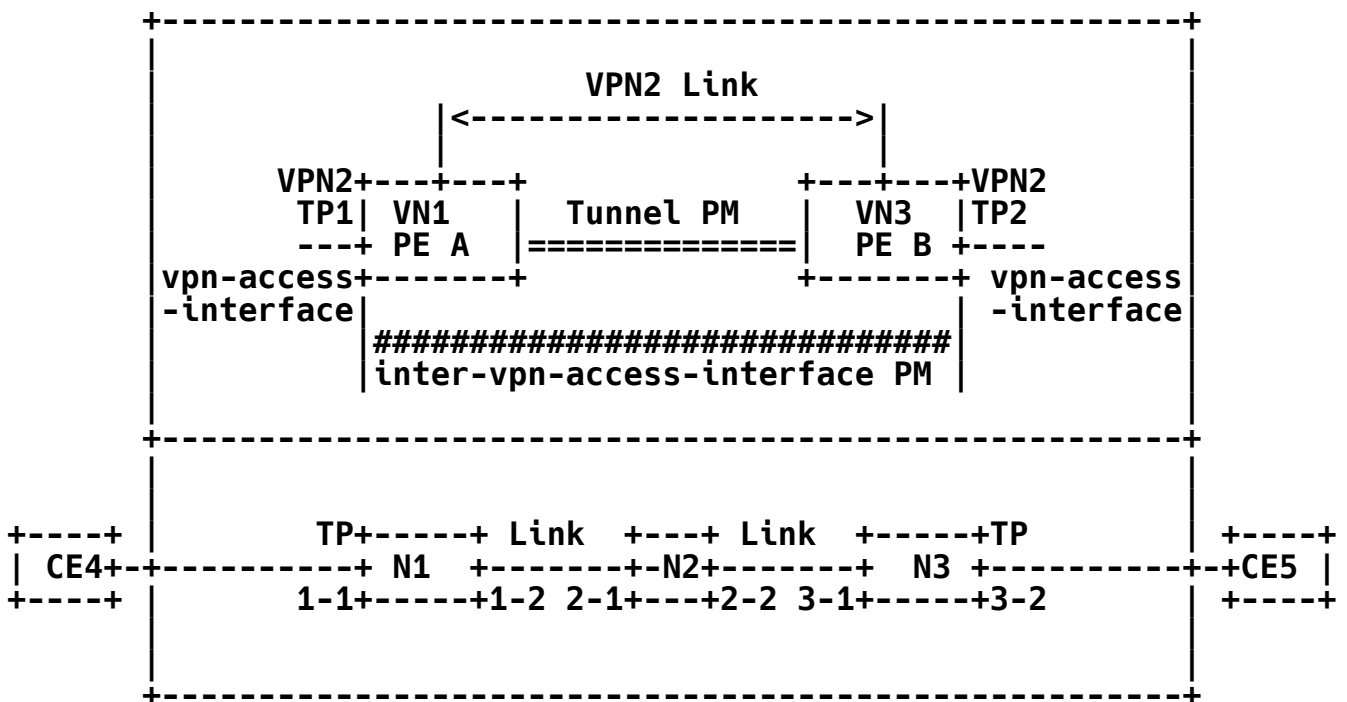 +-----------------------------------------------------+
|                                                     |
|                     VPN2 Link                       |
|              |<-------------------->|               |
|              |                      |               |
|      VPN2+---+---+              +---+---+VPN2       |
|       TP1| VN1   |  Tunnel PM   |  VN3  |TP2        |
|       ---+ PE A  |==============|  PE B +----       |
|vpn-access+-------+              +-------+ vpn-access|
|-interface|                              | -interface|
|          |##############################|           |
|          |inter-vpn-access-interface PM |           |
|                                                     |
+-----------------------------------------------------+
|                                                     |
|                                                     |
+----+ |        TP+-----+ Link  +---+ Link  +-----+TP        | +----+
| CE4+-+----------+ N1  +-------+-N2+-------+  N3 +----------+-+CE5 |
+----+ |       1-1+-----+1-2 2-1+---+2-2 3-1+-----+3-2       | +----+
|                                                     |
|                                                     |
+-----------------------------------------------------+